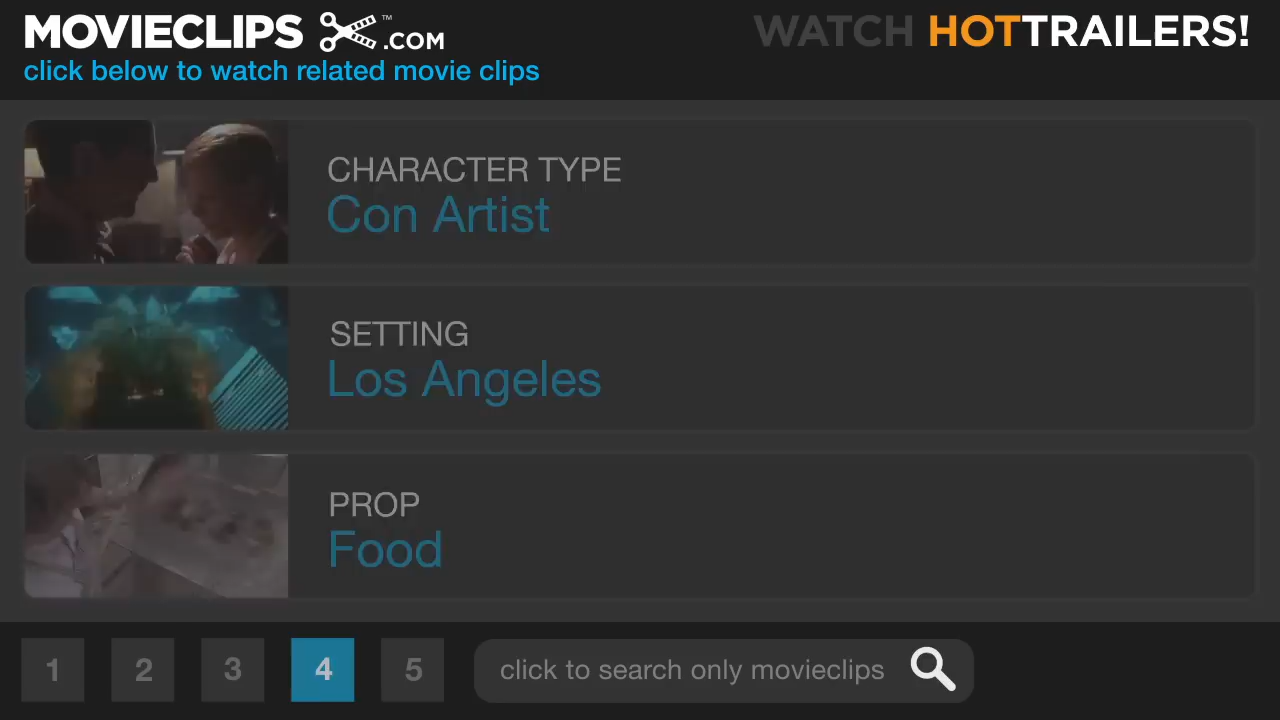 MOVIECLIPS ™ .COM
WATCH HOTTRAILERS!
click below to watch related movie clips
CHARACTER TYPE
Con Artist
SETTING
Los Angeles
PROP
Food
1 2 3 4 5
click to search only movieclips